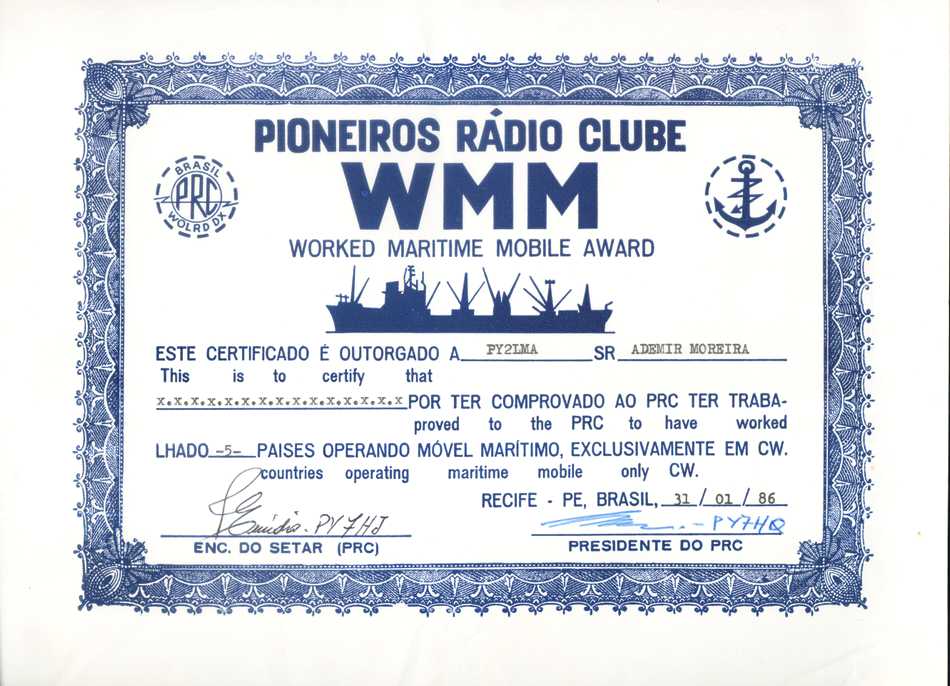 PIONEIROS RÁDIO CLUBE
BRASIL
PRC
WOLRD DX
WMM
WORKED MARITIME MOBILE AWARD
ESTE CERTIFICADO É OUTORGADO A PY2LMA SR ADEMIR MOREIRA
This is to certify that
x.x.x.x.x.x.x.x.x.x.x.x.x.x.x POR TER COMPROVADO AO PRC TER TRABA-
proved to the PRC to have worked
LHADO -5- PAISES OPERANDO MÓVEL MARÍTIMO, EXCLUSIVAMENTE EM CW.
countries operating maritime mobile only CW.
RECIFE - PE, BRASIL, 31 / 01 / 86
Emidio - PY7HJ
- PY7HQ
ENC. DO SETAR (PRC)
PRESIDENTE DO PRC